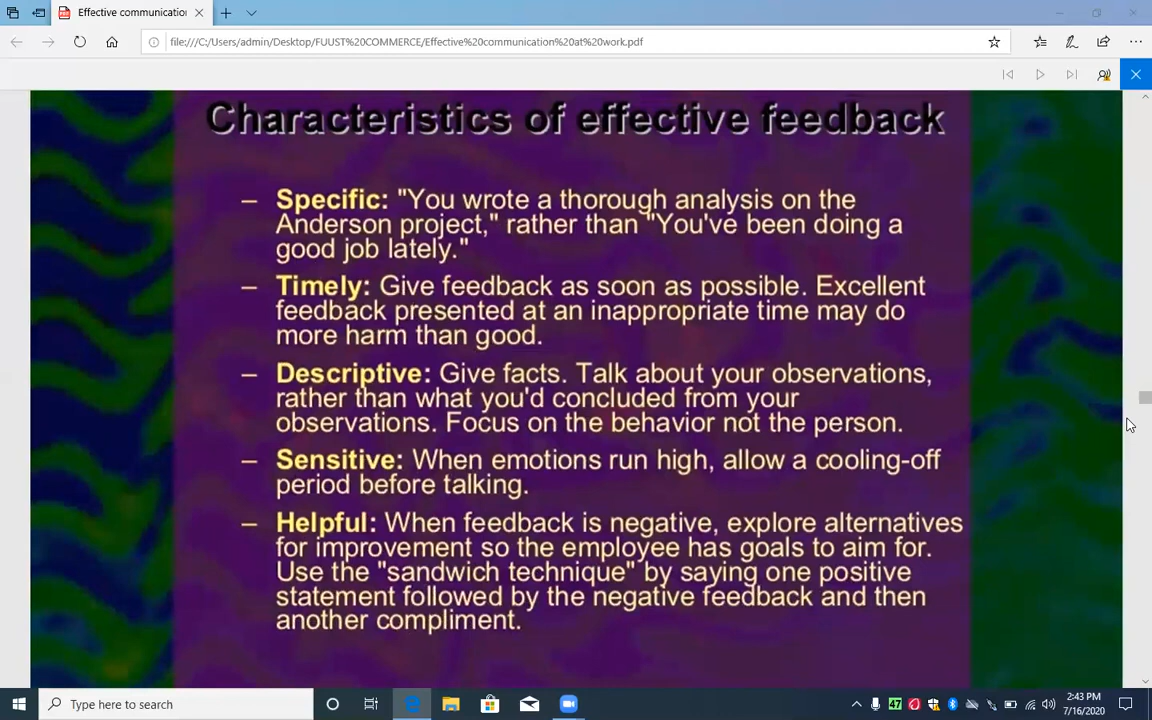 Effective communication
file:///C:/Users/admin/Desktop/FUUST%20COMMERCE/Effective%20communication%20at%20work.pdf
Characteristics of effective feedback
– Specific: "You wrote a thorough analysis on the
Anderson project," rather than "You've been doing a
good job lately."
– Timely: Give feedback as soon as possible. Excellent
feedback presented at an inappropriate time may do
more harm than good.
– Descriptive: Give facts. Talk about your observations,
rather than what you'd concluded from your
observations. Focus on the behavior not the person.
– Sensitive: When emotions run high, allow a cooling-off
period before talking.
– Helpful: When feedback is negative, explore alternatives
for improvement so the employee has goals to aim for.
Use the "sandwich technique" by saying one positive
statement followed by the negative feedback and then
another compliment.
Type here to search
47
2:43 PM
7/16/2020